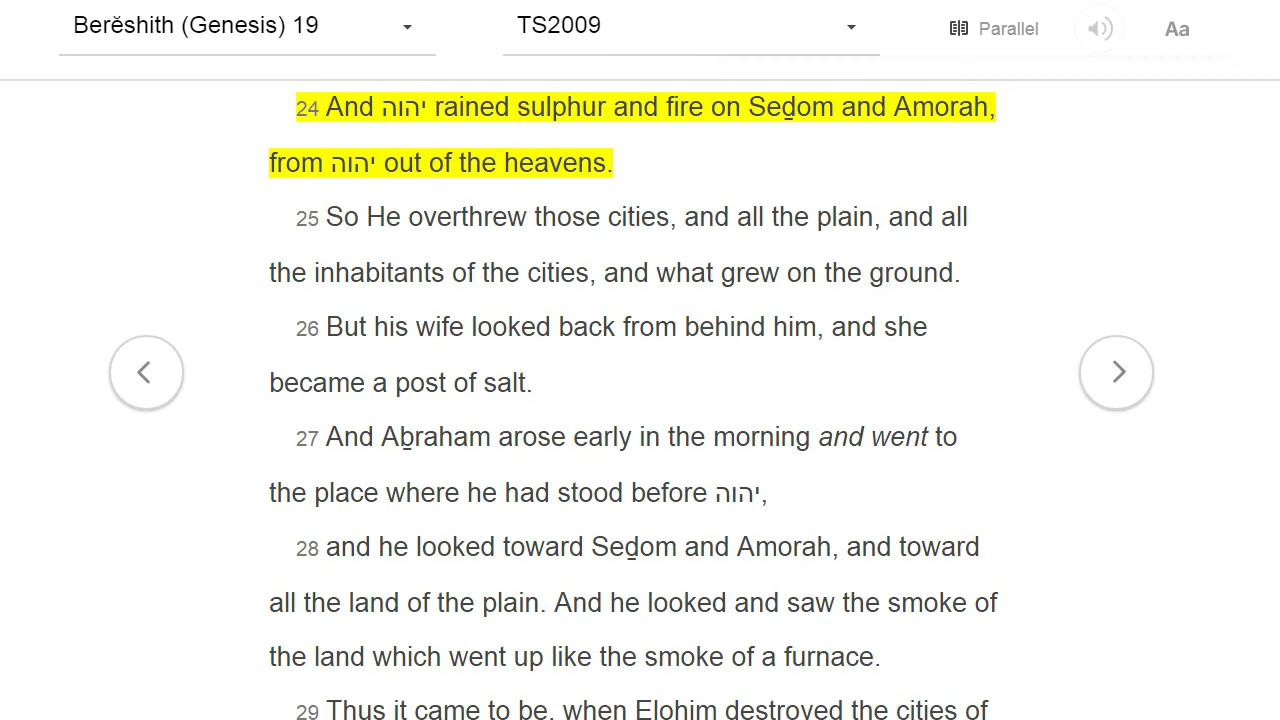 Berĕshith (Genesis) 19 TS2009 Parallel Aa
24 And יהוה rained sulphur and fire on Seḏom and Amorah,
from יהוה out of the heavens.
25 So He overthrew those cities, and all the plain, and all
the inhabitants of the cities, and what grew on the ground.
26 But his wife looked back from behind him, and she
became a post of salt.
27 And Aḇraham arose early in the morning and went to
the place where he had stood before יהוה,
28 and he looked toward Seḏom and Amorah, and toward
all the land of the plain. And he looked and saw the smoke of
the land which went up like the smoke of a furnace.
29 Thus it came to be, when Elohim destroyed the cities of